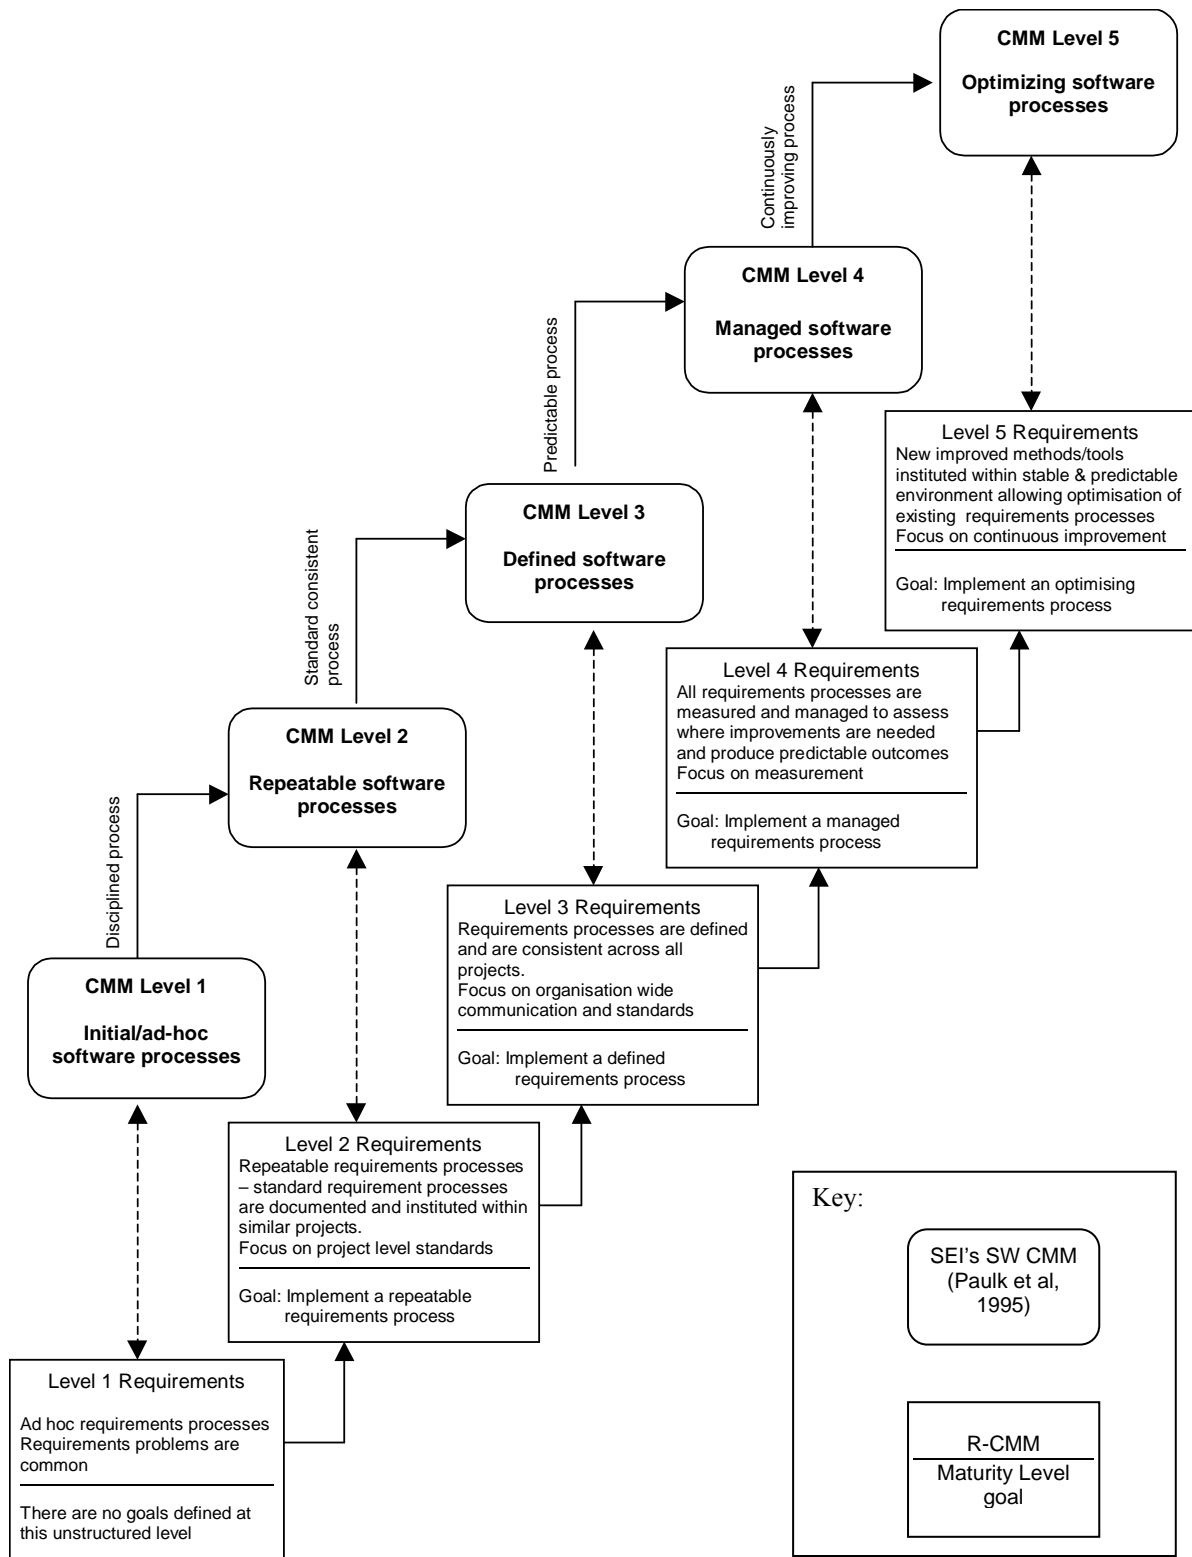 CMM Level 5
Optimizing software
processes
Continuously
improving process
CMM Level 4
Managed software
processes
Predictable process
Level 5 Requirements
New improved methods/tools
instituted within stable & predictable
environment allowing optimisation of
existing requirements processes
Focus on continuous improvement
Goal: Implement an optimising
requirements process
CMM Level 3
Defined software
processes
Standard consistent
process
Level 4 Requirements
All requirements processes are
measured and managed to assess
where improvements are needed
and produce predictable outcomes
Focus on measurement
Goal: Implement a managed
requirements process
CMM Level 2
Repeatable software
processes
Disciplined process
Level 3 Requirements
Requirements processes are defined
and are consistent across all
projects.
Focus on organisation wide
communication and standards
Goal: Implement a defined
requirements process
CMM Level 1
Initial/ad-hoc
software processes
Level 2 Requirements
Repeatable requirements processes
– standard requirement processes
are documented and instituted within
similar projects.
Focus on project level standards
Goal: Implement a repeatable
requirements process
Level 1 Requirements
Ad hoc requirements processes
Requirements problems are
common
There are no goals defined at
this unstructured level
Key:
SEI's SW CMM
(Paulk et al,
1995)
R-CMM
Maturity Level
goal